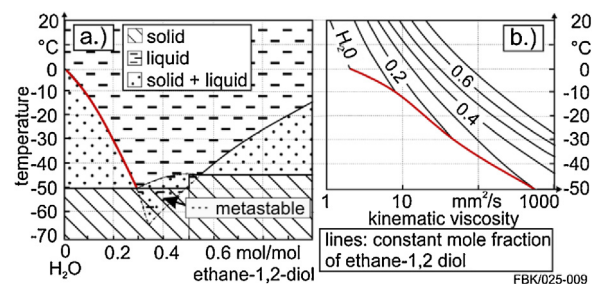 a.)
solid
liquid
solid + liquid
metastable
temperature
20
°C
0
-10
-20
-30
-40
-50
-60
-70
0 0.2 0.4 0.6 mol/mol
H₂O ethane-1,2-diol
b.)
H₂O
0.2
0.4
0.6
20
°C
0
-10
-20
-30
-40
-50
1 10 mm²/s 1000
kinematic viscosity
lines: constant mole fraction
of ethane-1,2 diol
FBK/025-009